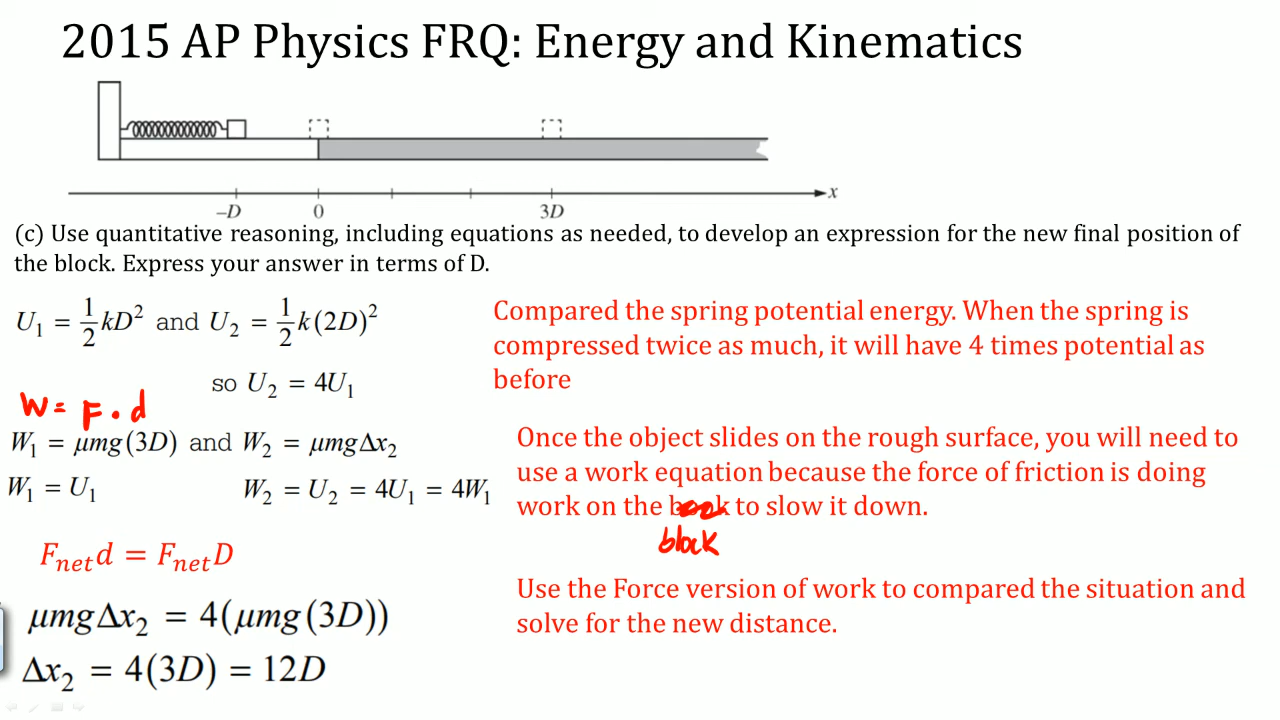 2015 AP Physics FRQ: Energy and Kinematics
x
–D 0 3D
(c) Use quantitative reasoning, including equations as needed, to develop an expression for the new final position of
the block. Express your answer in terms of D.
U₁ = 1/2 kD² and U₂ = 1/2 k(2D)²
so U₂ = 4U₁
Compared the spring potential energy. When the spring is
compressed twice as much, it will have 4 times potential as
before
W = F · d
W₁ = μmg(3D) and W₂ = μmgΔx₂
W₁ = U₁ W₂ = U₂ = 4U₁ = 4W₁
Once the object slides on the rough surface, you will need to
use a work equation because the force of friction is doing
work on the book to slow it down.
block
F_net d = F_net D
μmgΔx₂ = 4(μmg(3D))
Δx₂ = 4(3D) = 12D
Use the Force version of work to compared the situation and
solve for the new distance.